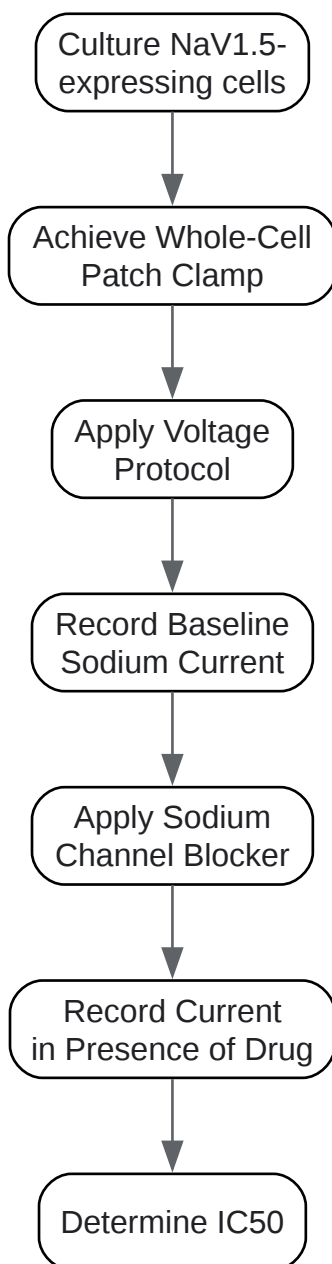 Culture NaV1.5-
expressing cells
Achieve Whole-Cell
Patch Clamp
Apply Voltage
Protocol
Record Baseline
Sodium Current
Apply Sodium
Channel Blocker
Record Current
in Presence of Drug
Determine IC50